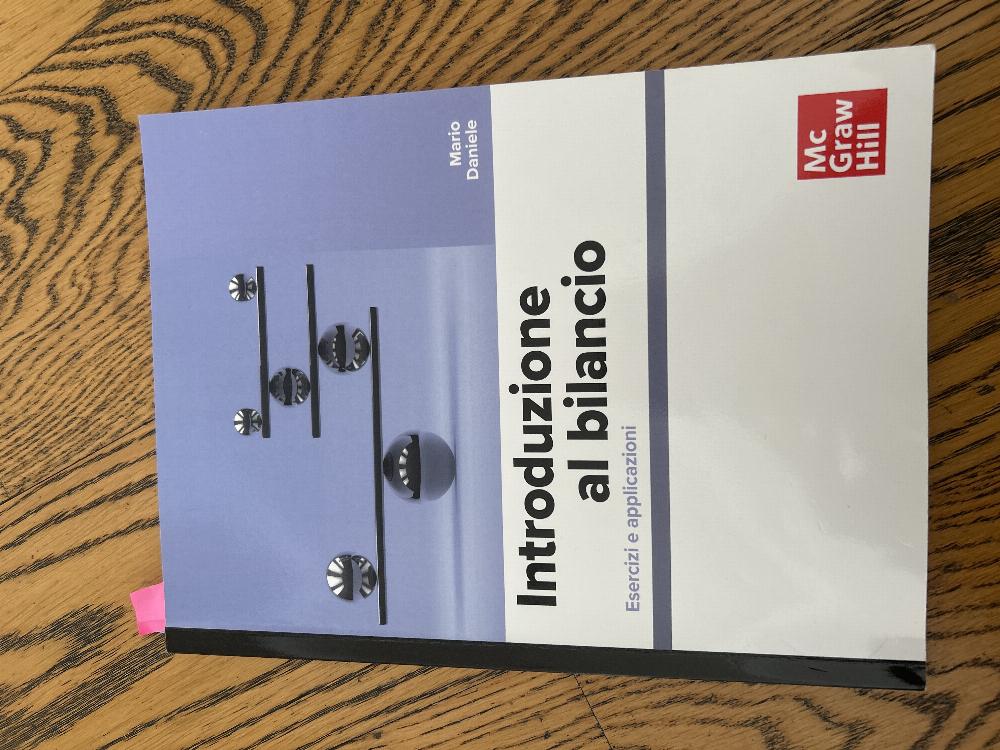 Mario
Daniele
Introduzione
al bilancio
Esercizi e applicazioni
Mc
Graw
Hill